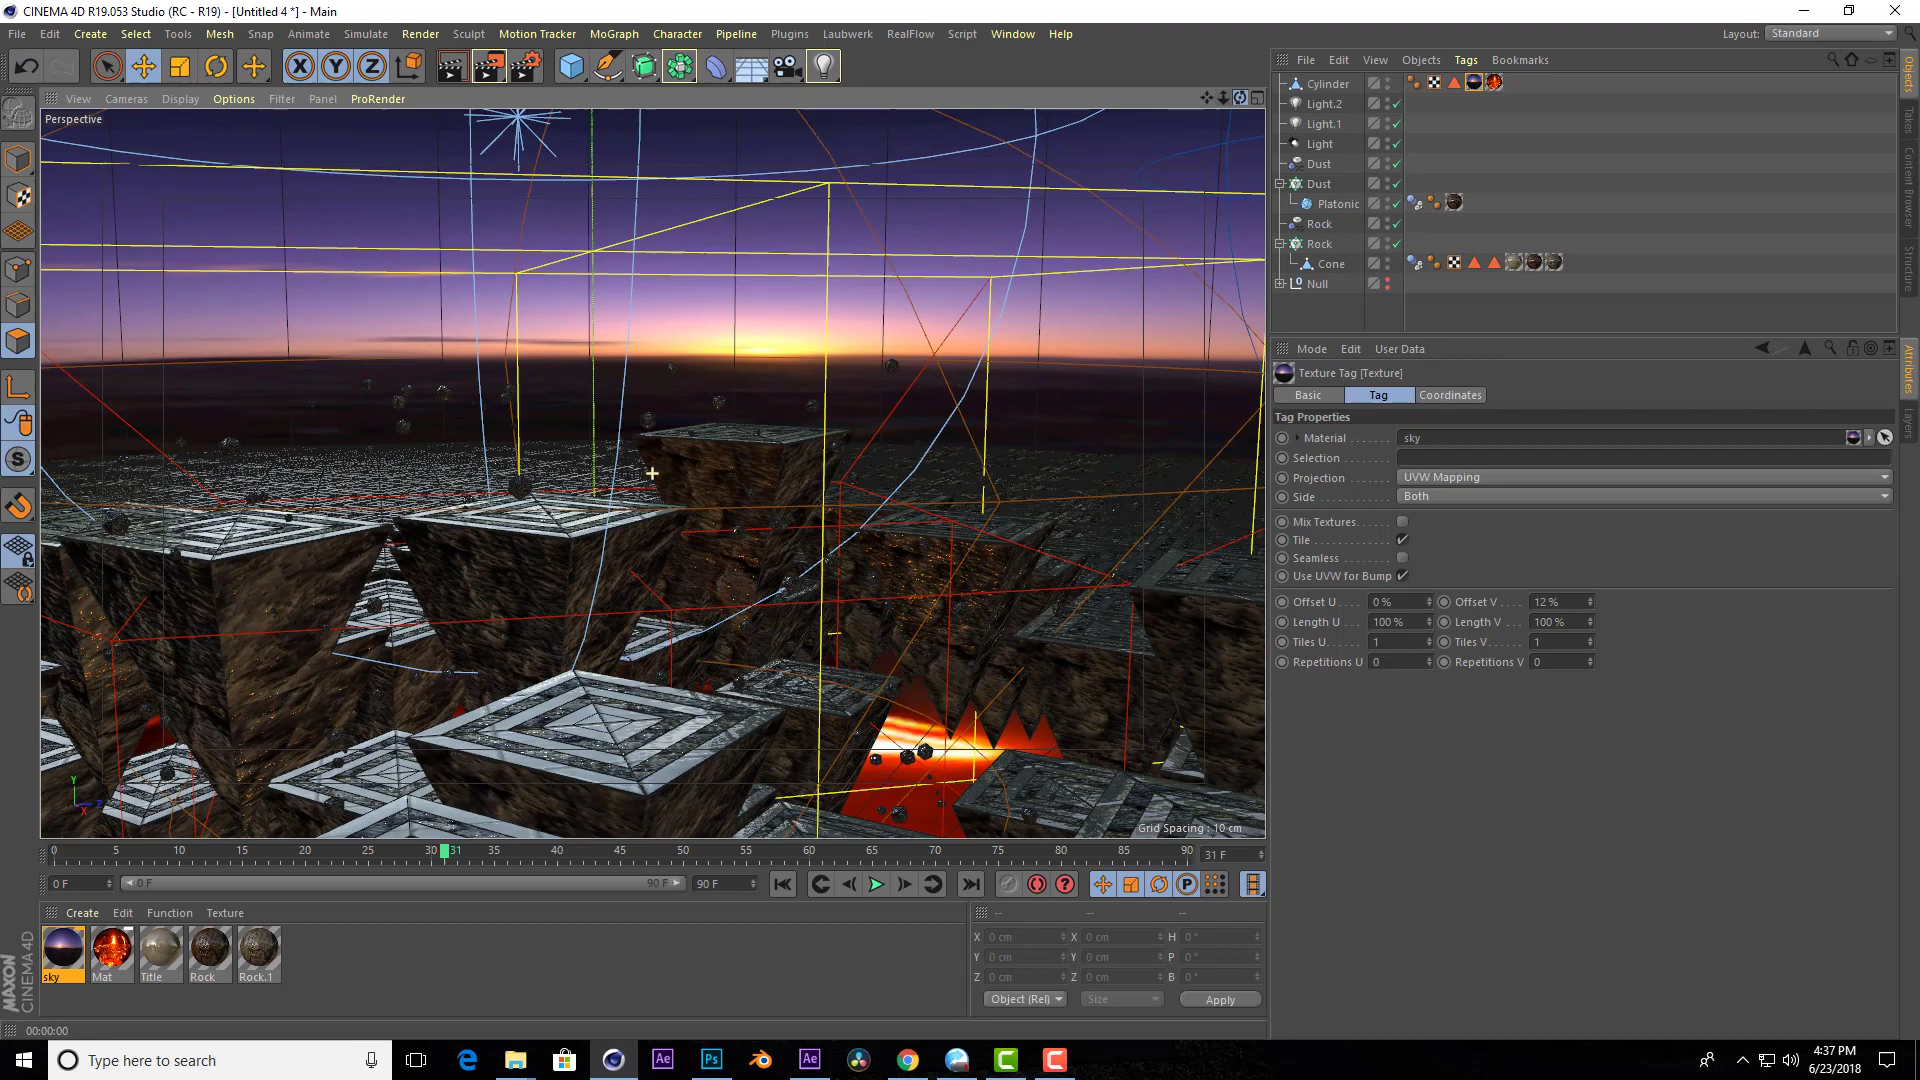 CINEMA 4D R19.053 Studio (RC - R19) - [Untitled 4 *] - Main
File Edit Create Select Tools Mesh Snap Animate Simulate Render Sculpt Motion Tracker MoGraph Character Pipeline Plugins Laubwerk RealFlow Script Window Help
Layout: Standard
View Cameras Display Options Filter Panel ProRender
Perspective
Grid Spacing : 10 cm
File Edit View Objects Tags Bookmarks
Cylinder
Light.2
Light.1
Light
Dust
Dust
Platonic
Rock
Rock
Cone
Null
Objects
Takes
Content Browser
Structure
Mode Edit User Data
Texture Tag [Texture]
Basic Tag Coordinates
Tag Properties
Material sky
Selection
Projection UVW Mapping
Side Both
Mix Textures
Tile
Seamless
Use UVW for Bump
Offset U 0 % Offset V 12 %
Length U 100 % Length V 100 %
Tiles U 1 Tiles V 1
Repetitions U 0 Repetitions V 0
Attributes
Layers
0 5 10 15 20 25 30 31 35 40 45 50 55 60 65 70 75 80 85 90 31 F
0 F 0 F 90 F 90 F
Create Edit Function Texture
sky Mat Title Rock Rock.1
-- -- --
X 0 cm X 0 cm H 0 °
Y 0 cm Y 0 cm P 0 °
Z 0 cm Z 0 cm B 0 °
Object (Rel) Size Apply
MAXON
CINEMA 4D
00:00:00
Type here to search
4:37 PM
6/23/2018